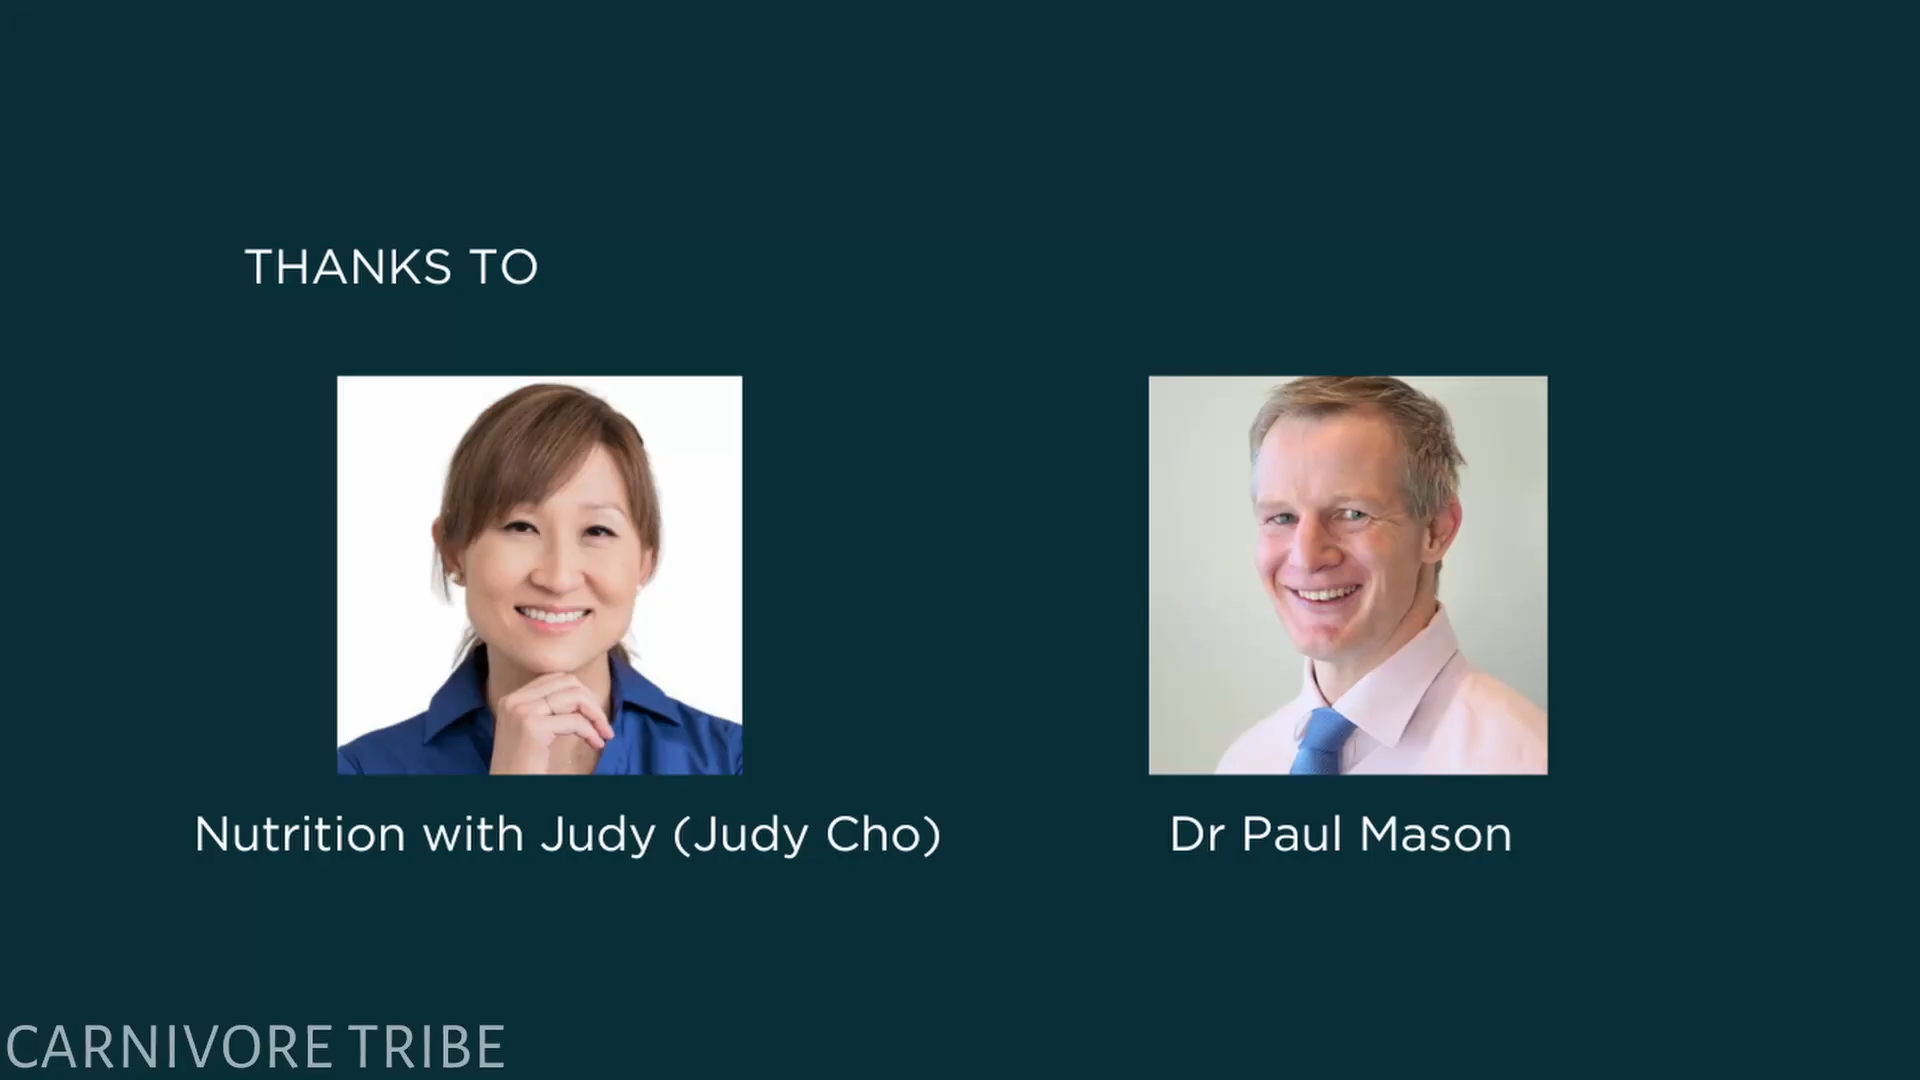 THANKS TO
Nutrition with Judy (Judy Cho)
Dr Paul Mason
CARNIVORE TRIBE